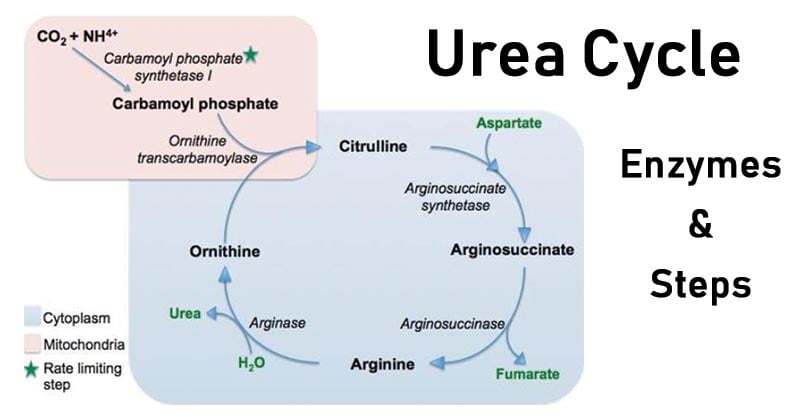 Urea Cycle
Enzymes
&
Steps
CO₂ + NH⁴⁺
Carbamoyl phosphate
synthetase I
Carbamoyl phosphate
Ornithine
transcarbamoylase
Citrulline
Aspartate
Arginosuccinate
synthetase
Arginosuccinate
Arginosuccinase
Fumarate
Arginine
Arginase
H₂O
Urea
Ornithine
Cytoplasm
Mitochondria
Rate limiting
step